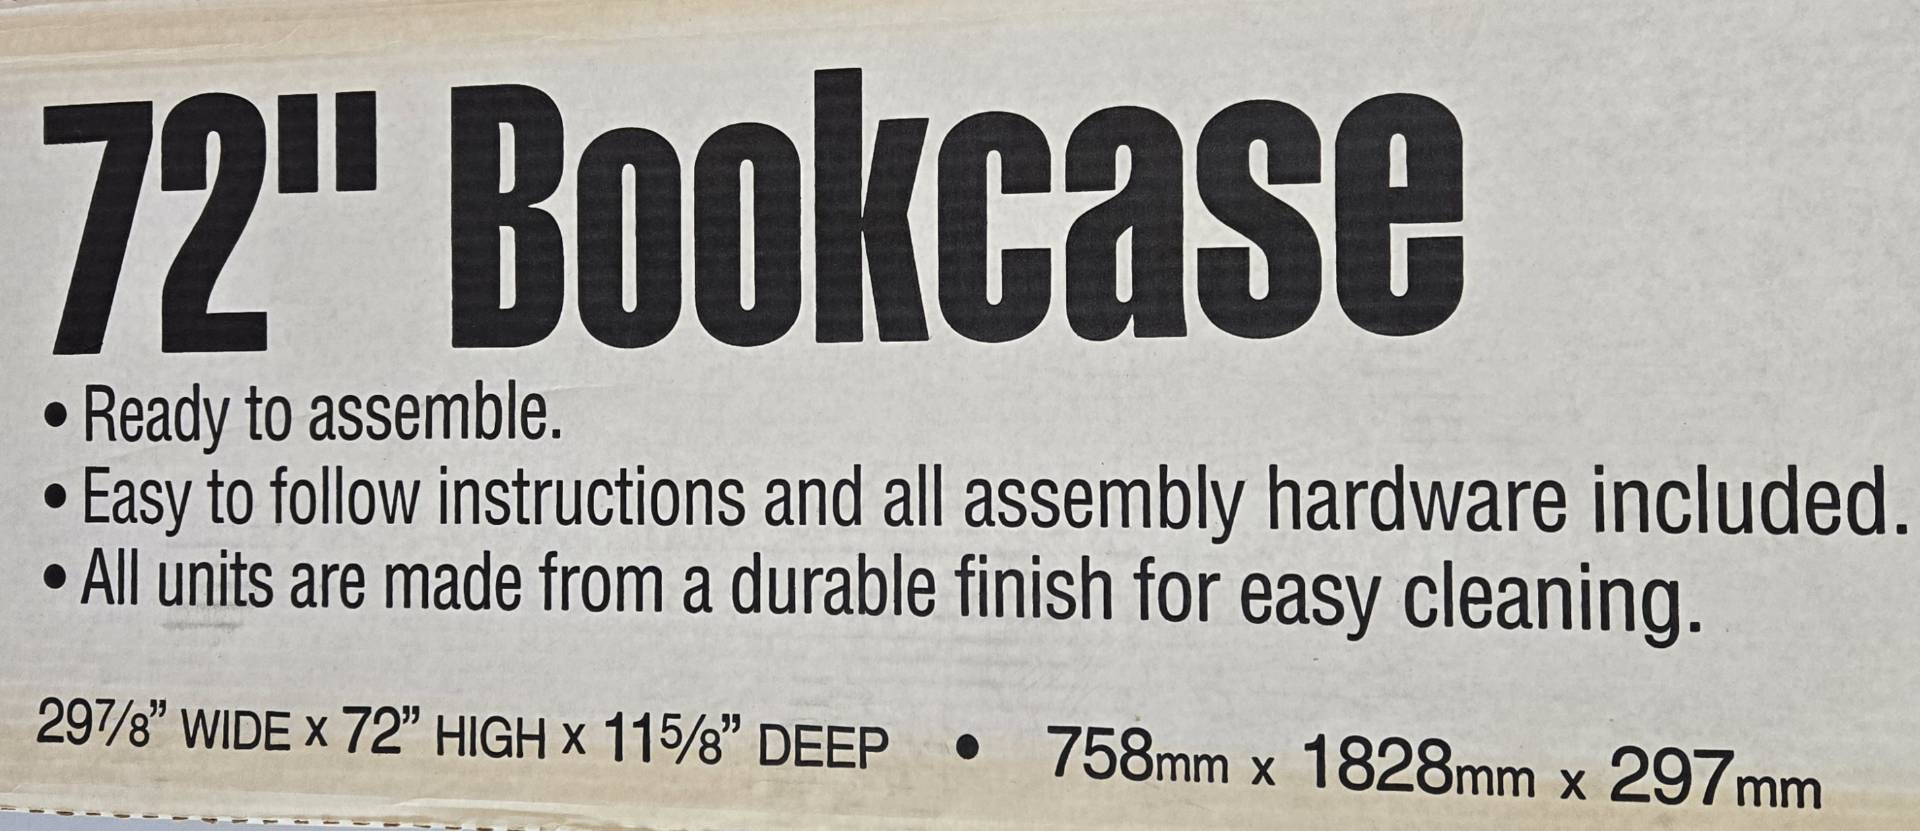 72" Bookcase
• Ready to assemble.
• Easy to follow instructions and all assembly hardware included.
• All units are made from a durable finish for easy cleaning.
297/8” WIDE x 72” HIGH x 115/8” DEEP • 758mm x 1828mm x 297mm